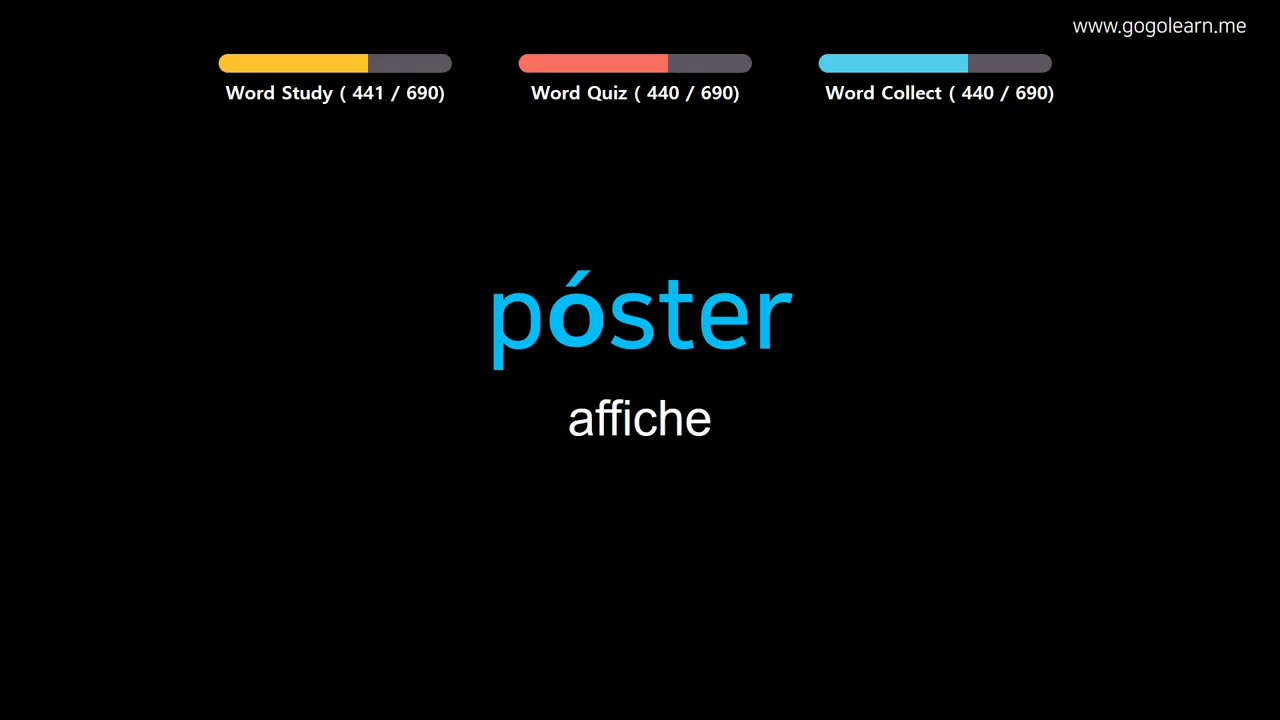 www.gogolearn.me
Word Study ( 441 / 690)
Word Quiz ( 440 / 690)
Word Collect ( 440 / 690)
póster
affiche